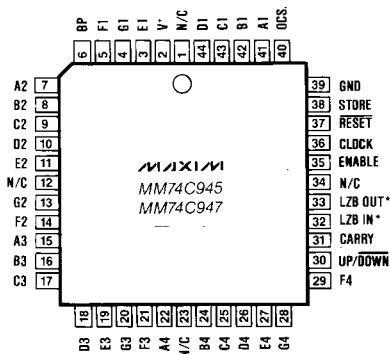 BP F1 G1 E1 V+ N/C D1 C1 B1 A1 OCS.
6 5 4 3 2 1 44 43 42 41 40
A2 7
B2 8
C2 9
D2 10
E2 11
N/C 12
G2 13
F2 14
A3 15
B3 16
C3 17
MAXIM
MM74C945
MM74C947
39 GND
38 STORE
37 RESET
36 CLOCK
35 ENABLE
34 N/C
33 LZB OUT*
32 LZB IN*
31 CARRY
30 UP/DOWN
29 F4
18 19 20 21 22 23 24 25 26 27 28
D3 E3 G3 F3 A4 N/C B4 C4 D4 E4 G4